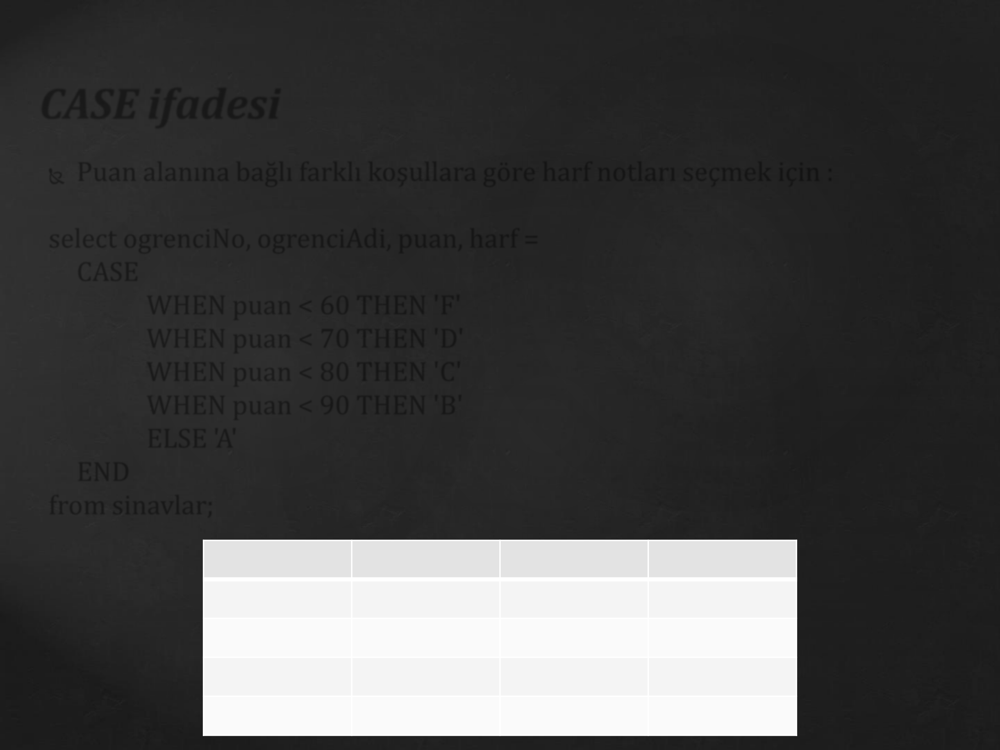 CASE ifadesi
Puan alanına bağlı farklı koşullara göre harf notları seçmek için :
select ogrenciNo, ogrenciAdi, puan, harf =
CASE
WHEN puan < 60 THEN 'F'
WHEN puan < 70 THEN 'D'
WHEN puan < 80 THEN 'C'
WHEN puan < 90 THEN 'B'
ELSE 'A'
END
from sinavlar;